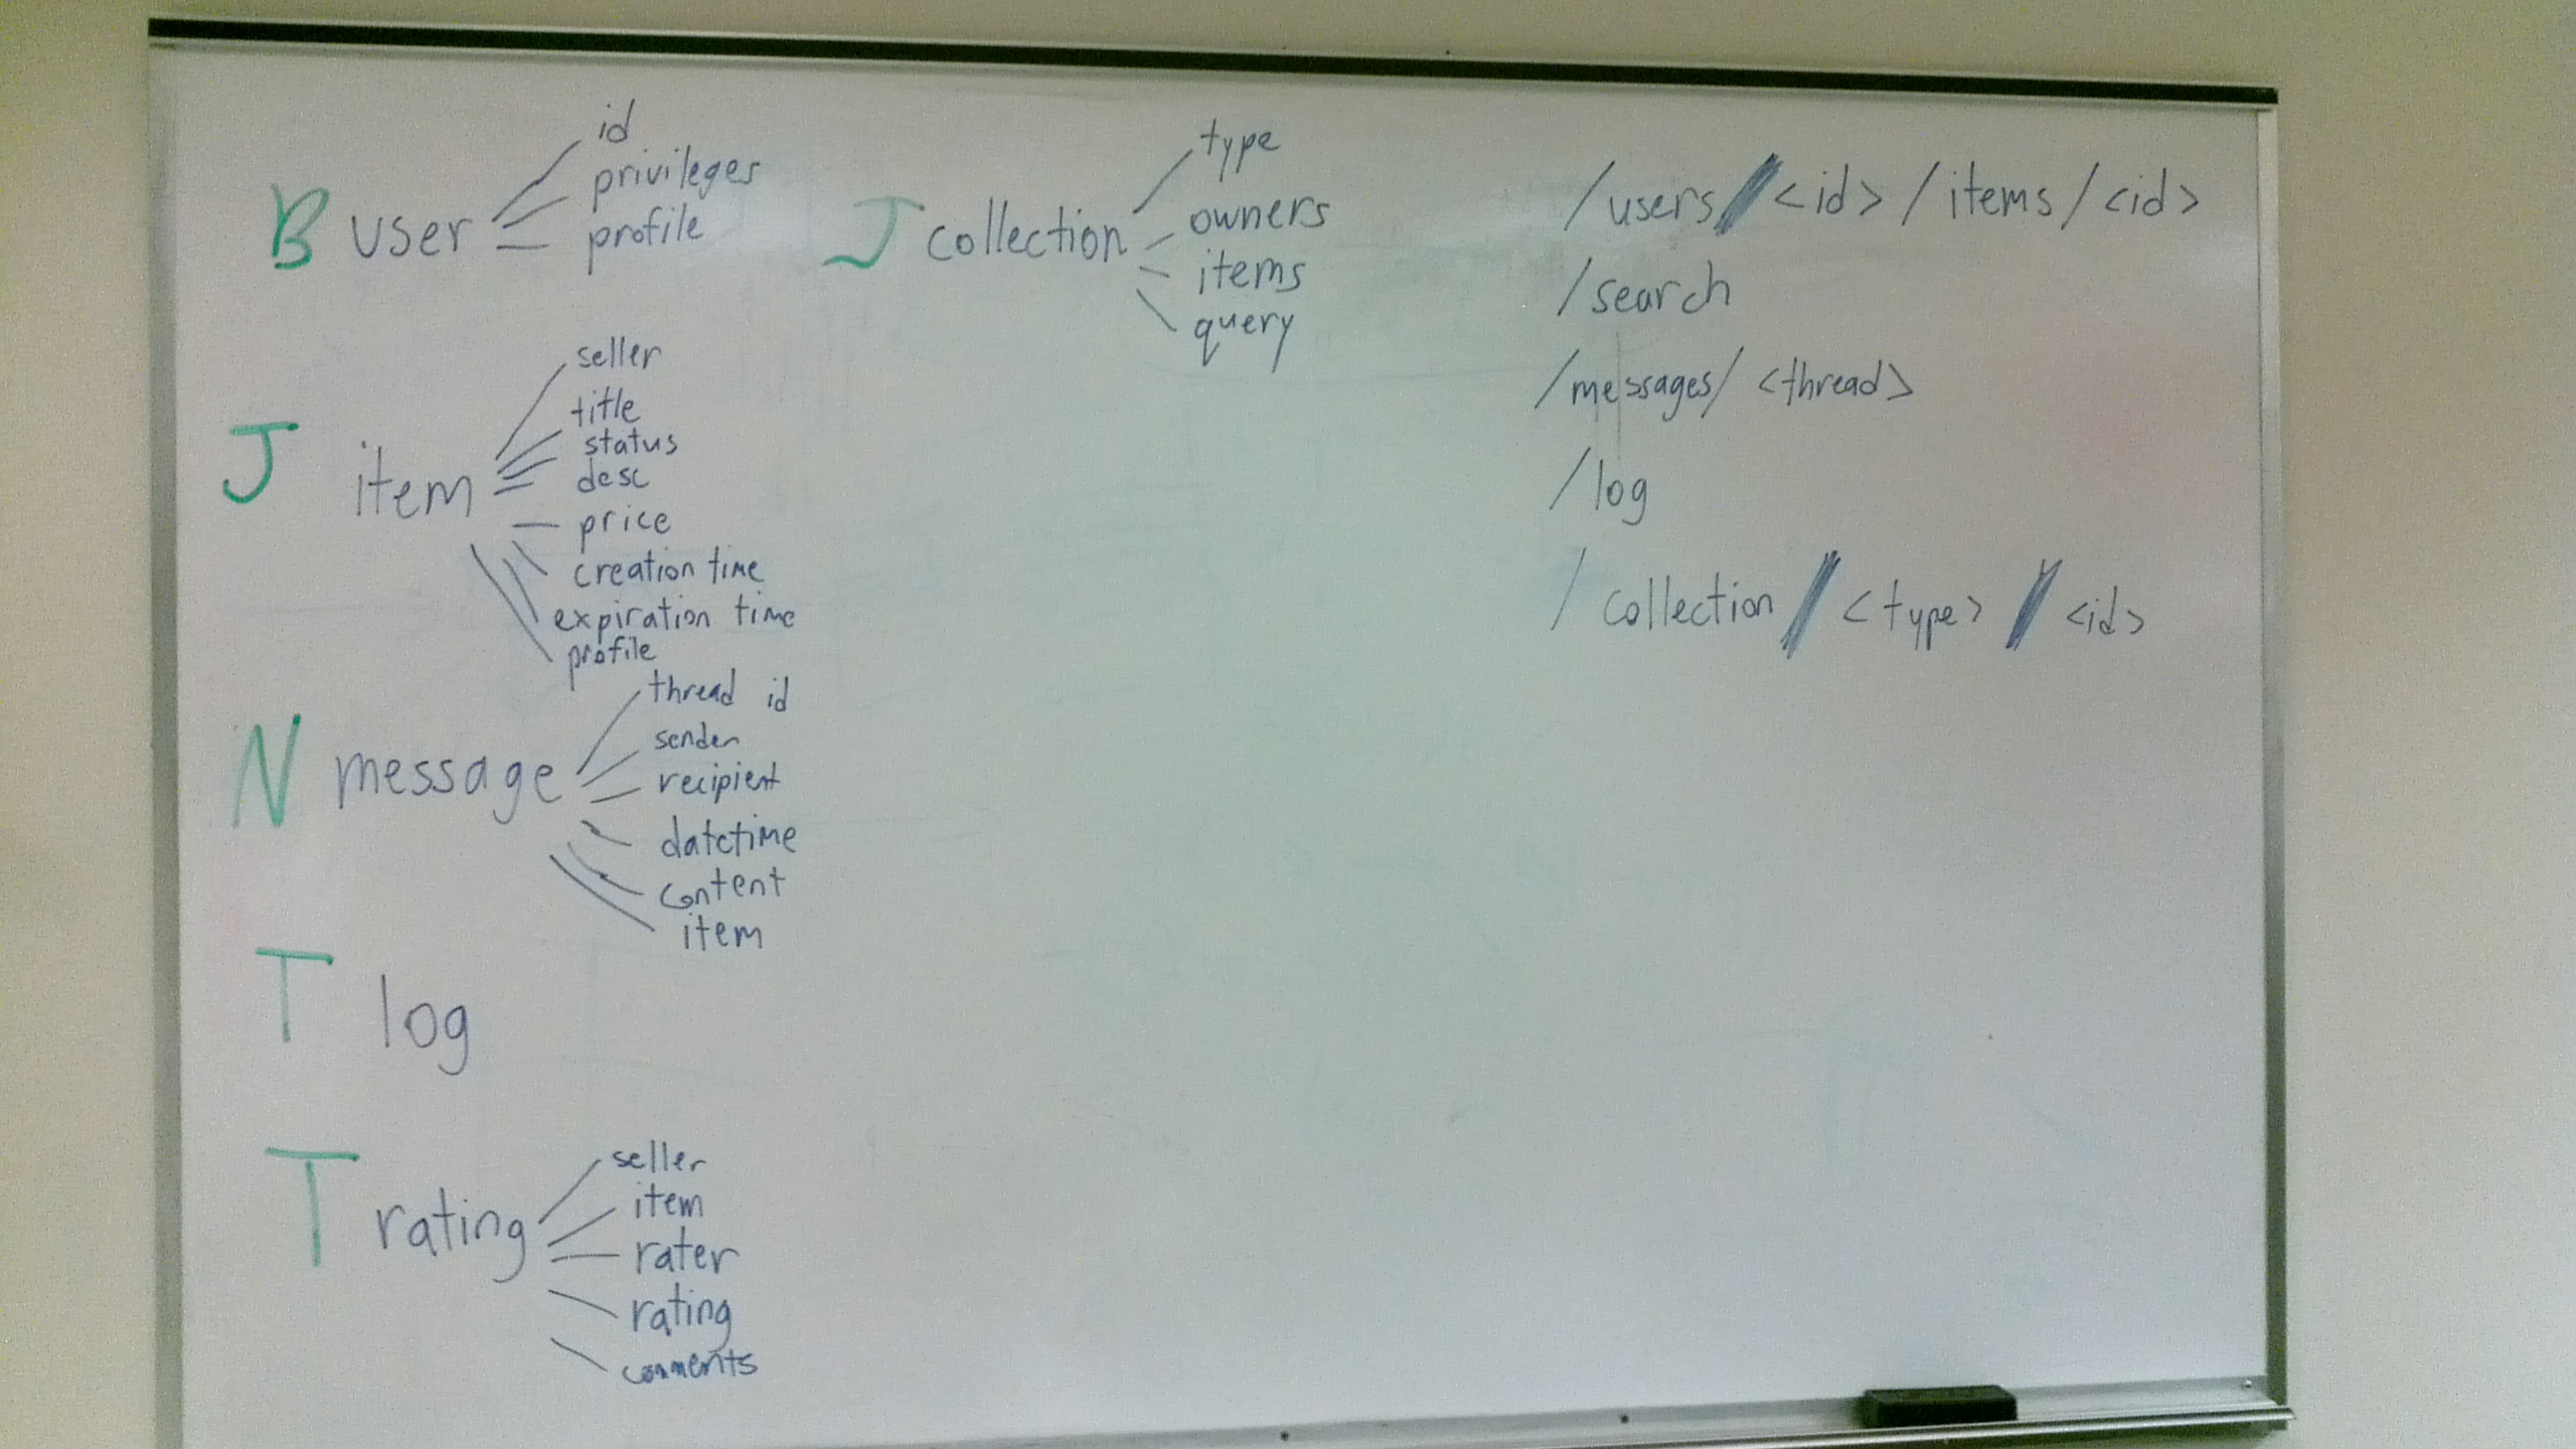 B user
id
privileges
profile
J collection
type
owners
items
query
J item
seller
title
status
desc
price
creation time
expiration time
profile
N message
thread id
sender
recipient
datetime
content
item
T log
T rating
seller
item
rater
rating
comments
/users/<id>/items/<id>
/search
/messages/<thread>
/log
/collection/<type>/<id>